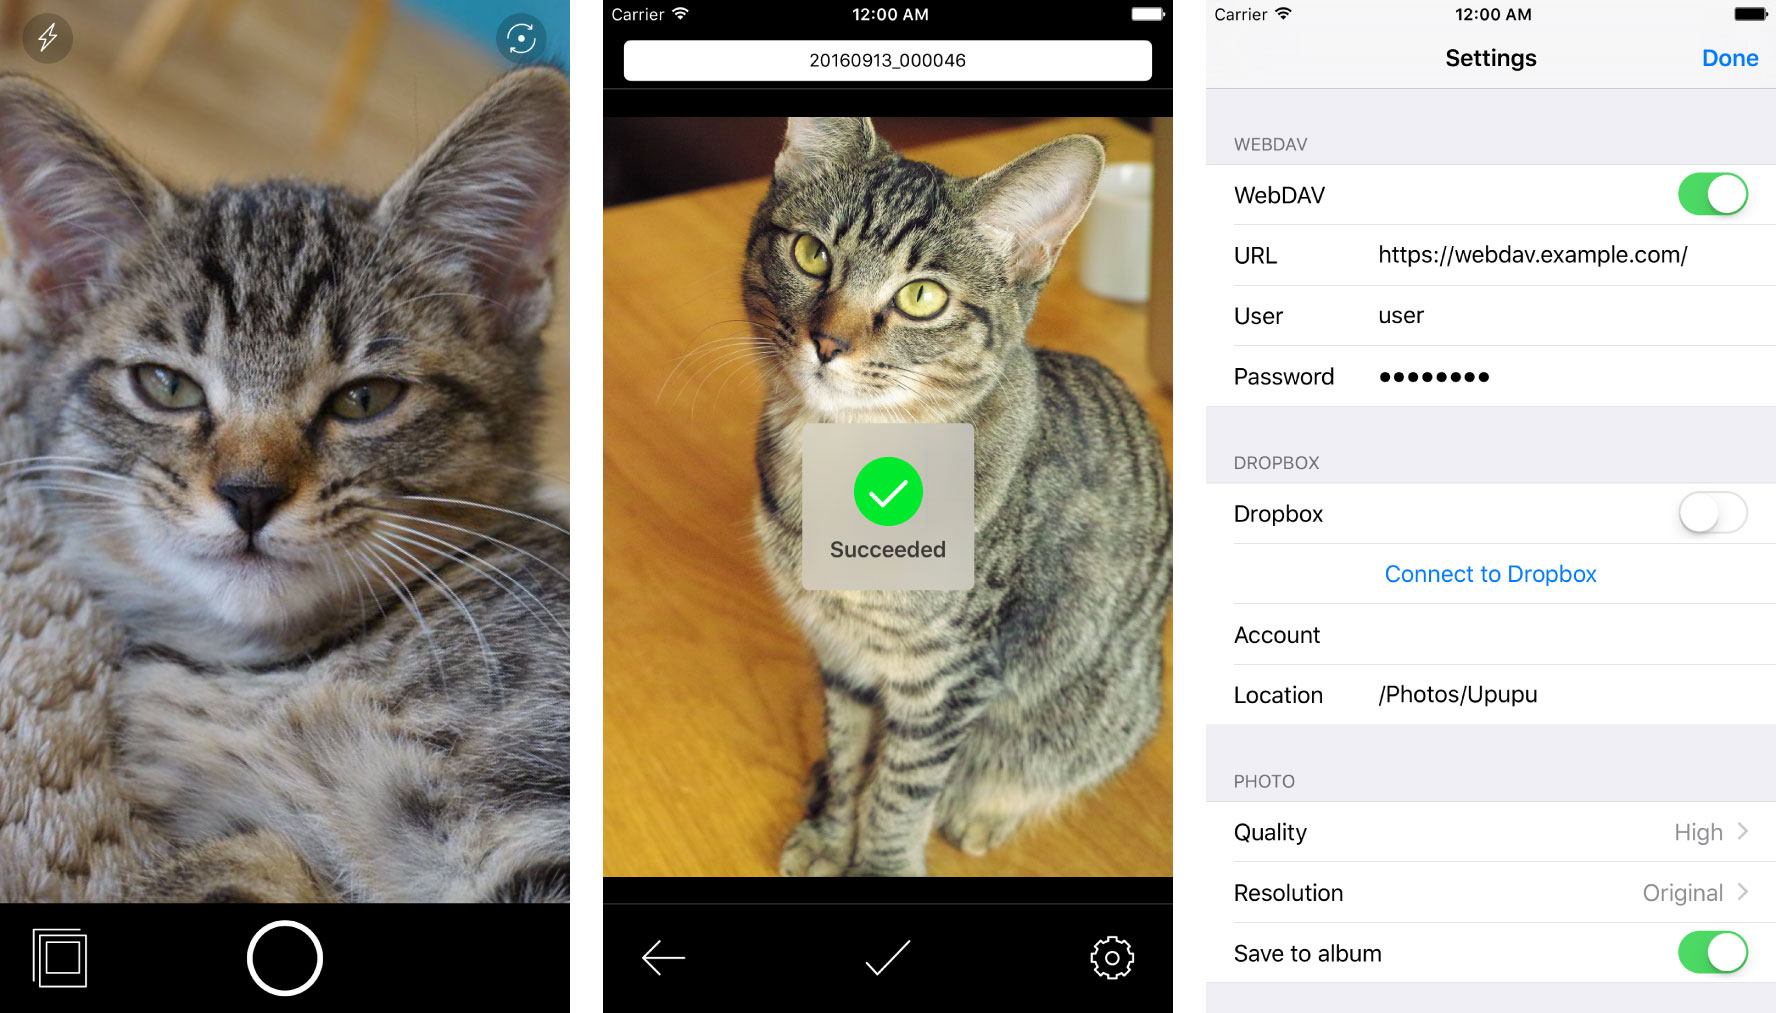 Carrier 12:00 AM
20160913_000046
Succeeded
Carrier 12:00 AM
Settings Done
WEBDAV
WebDAV
URL https://webdav.example.com/
User user
Password ●●●●●●●●
DROPBOX
Dropbox
Connect to Dropbox
Account
Location /Photos/Upupu
PHOTO
Quality High
Resolution Original
Save to album